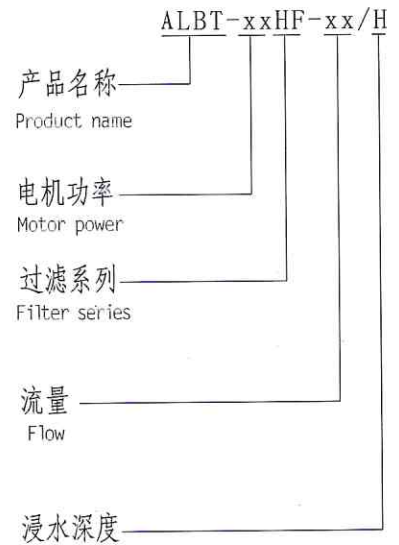 ALBT-xxHF-xx/H
产品名称
Product name
电机功率
Motor power
过滤系列
Filter series
流量
Flow
浸水深度